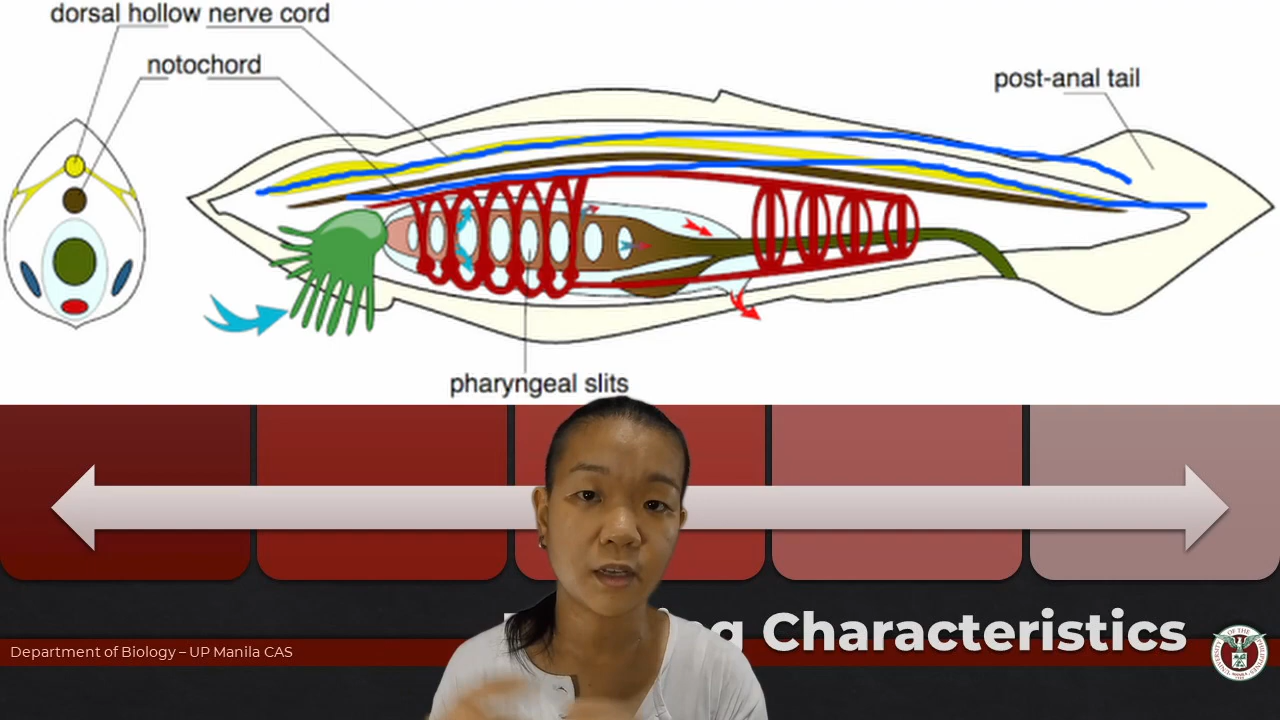 dorsal hollow nerve cord
notochord
post-anal tail
pharyngeal slits
Characteristics
Department of Biology – UP Manila CAS